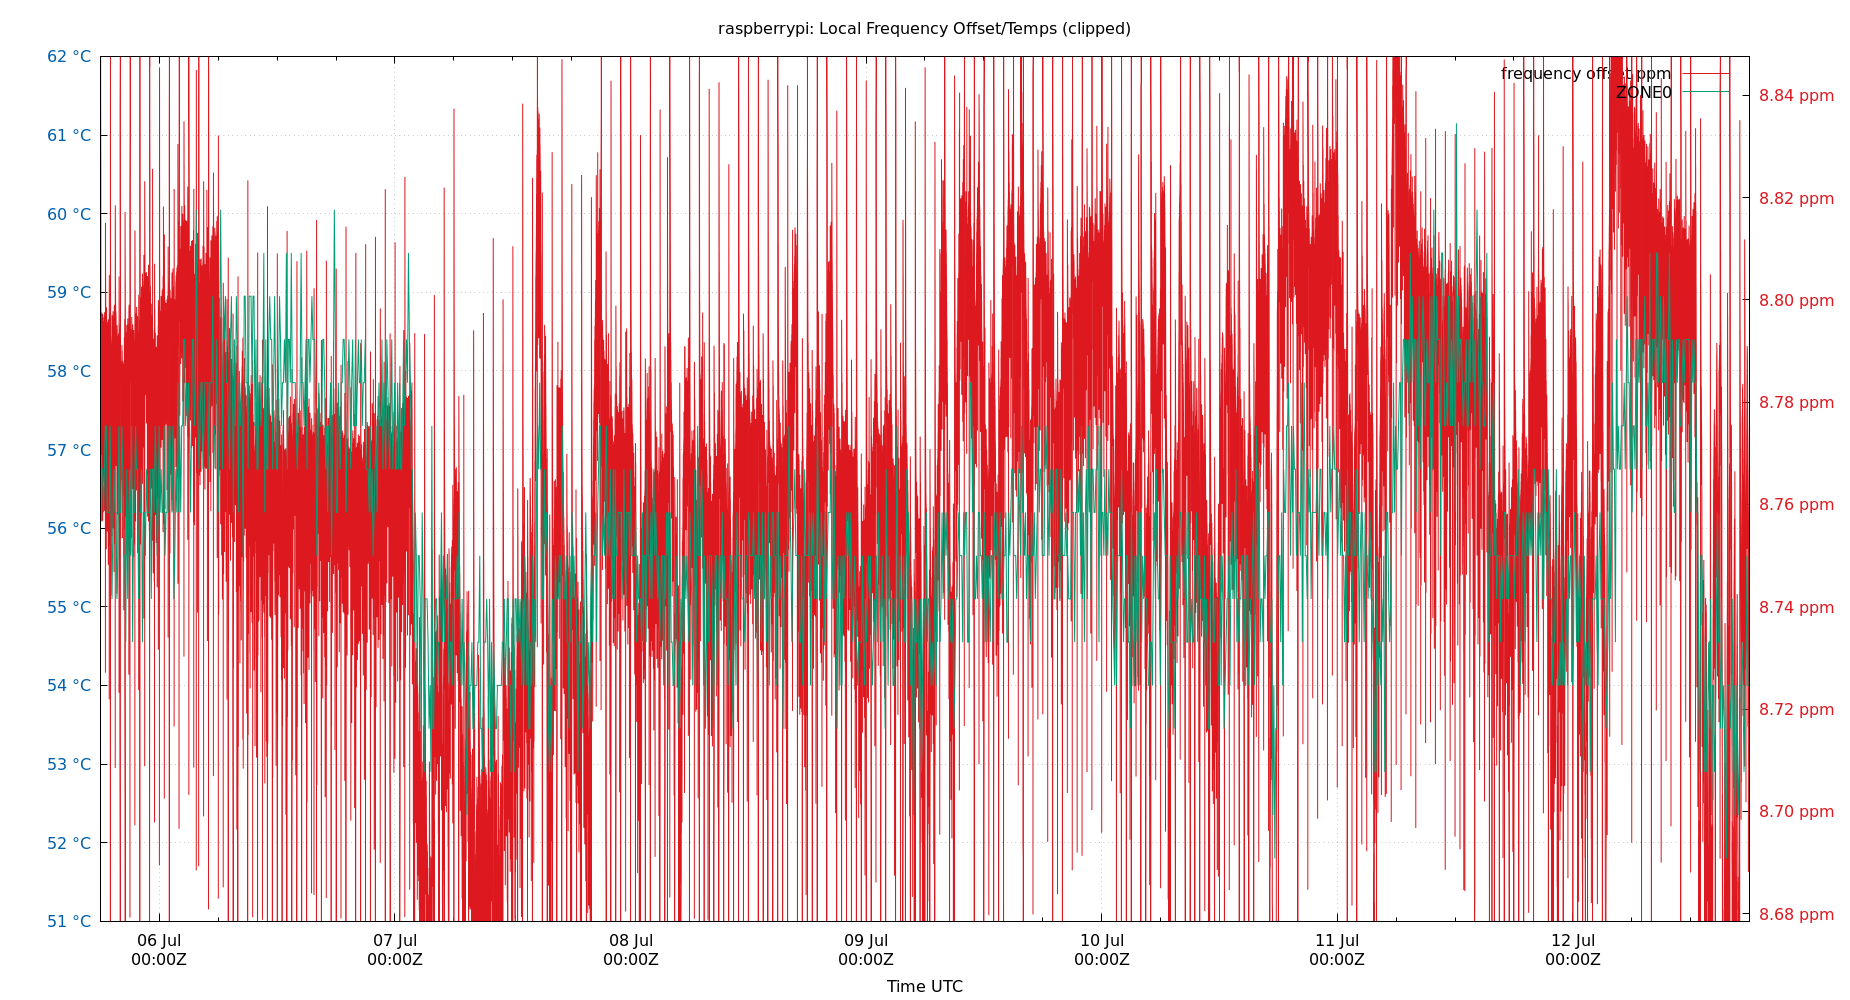 raspberrypi: Local Frequency Offset/Temps (clipped)
62 °C
61 °C
60 °C
59 °C
58 °C
57 °C
56 °C
55 °C
54 °C
53 °C
52 °C
51 °C
frequency offset ppm
ZONE0
8.84 ppm
8.82 ppm
8.80 ppm
8.78 ppm
8.76 ppm
8.74 ppm
8.72 ppm
8.70 ppm
8.68 ppm
06 Jul 07 Jul 08 Jul 09 Jul 10 Jul 11 Jul 12 Jul
00:00Z 00:00Z 00:00Z 00:00Z 00:00Z 00:00Z 00:00Z
Time UTC